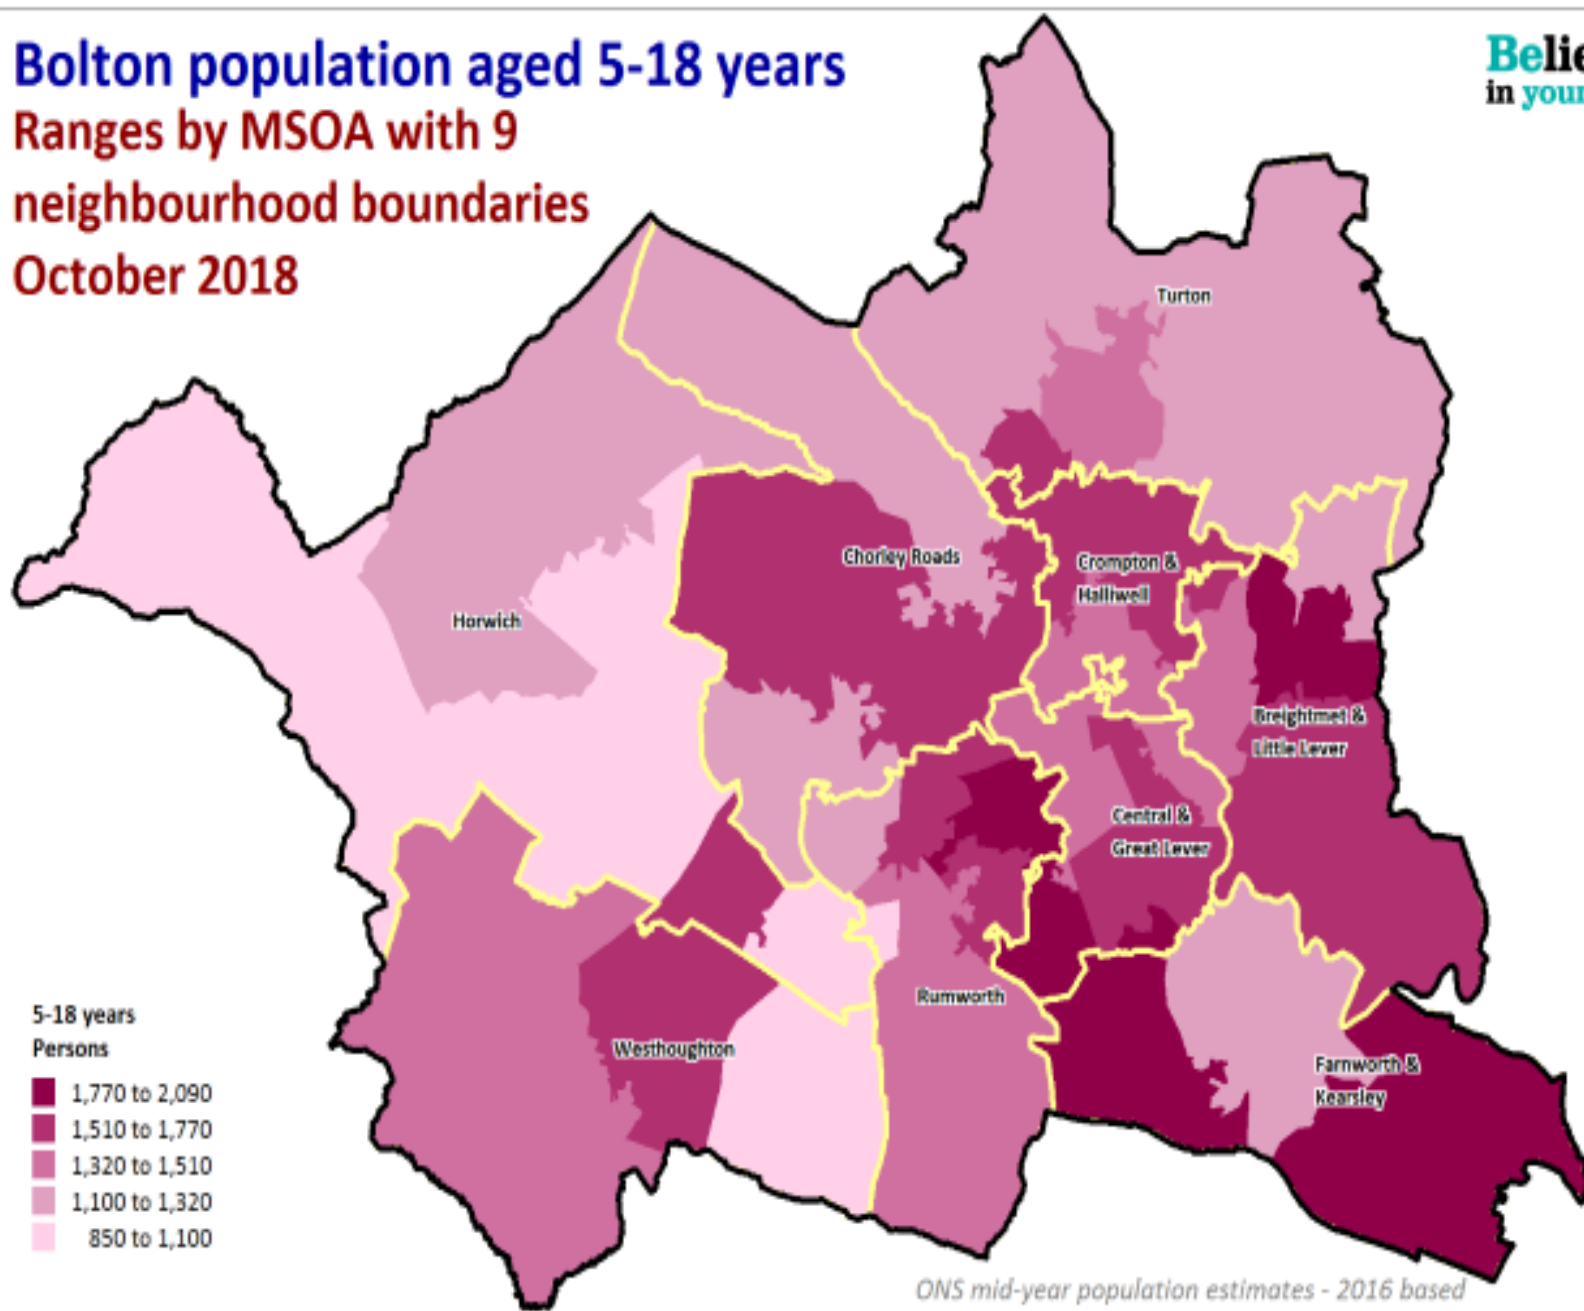 Bolton population aged 5-18 years
Ranges by MSOA with 9
neighbourhood boundaries
October 2018
in
Turton
Chorley Roads
Crompton &
Halliwell
Horwich
Breightmet &
Little Lever
Central &
Great Lever
Rumworth
Westhoughton
Farnworth &
Kearsley
5-18 years
Persons
1,770 to 2,090
1,510 to 1,770
1,320 to 1,510
1,100 to 1,320
850 to 1,100
ONS mid-year population estimates - 2016 based